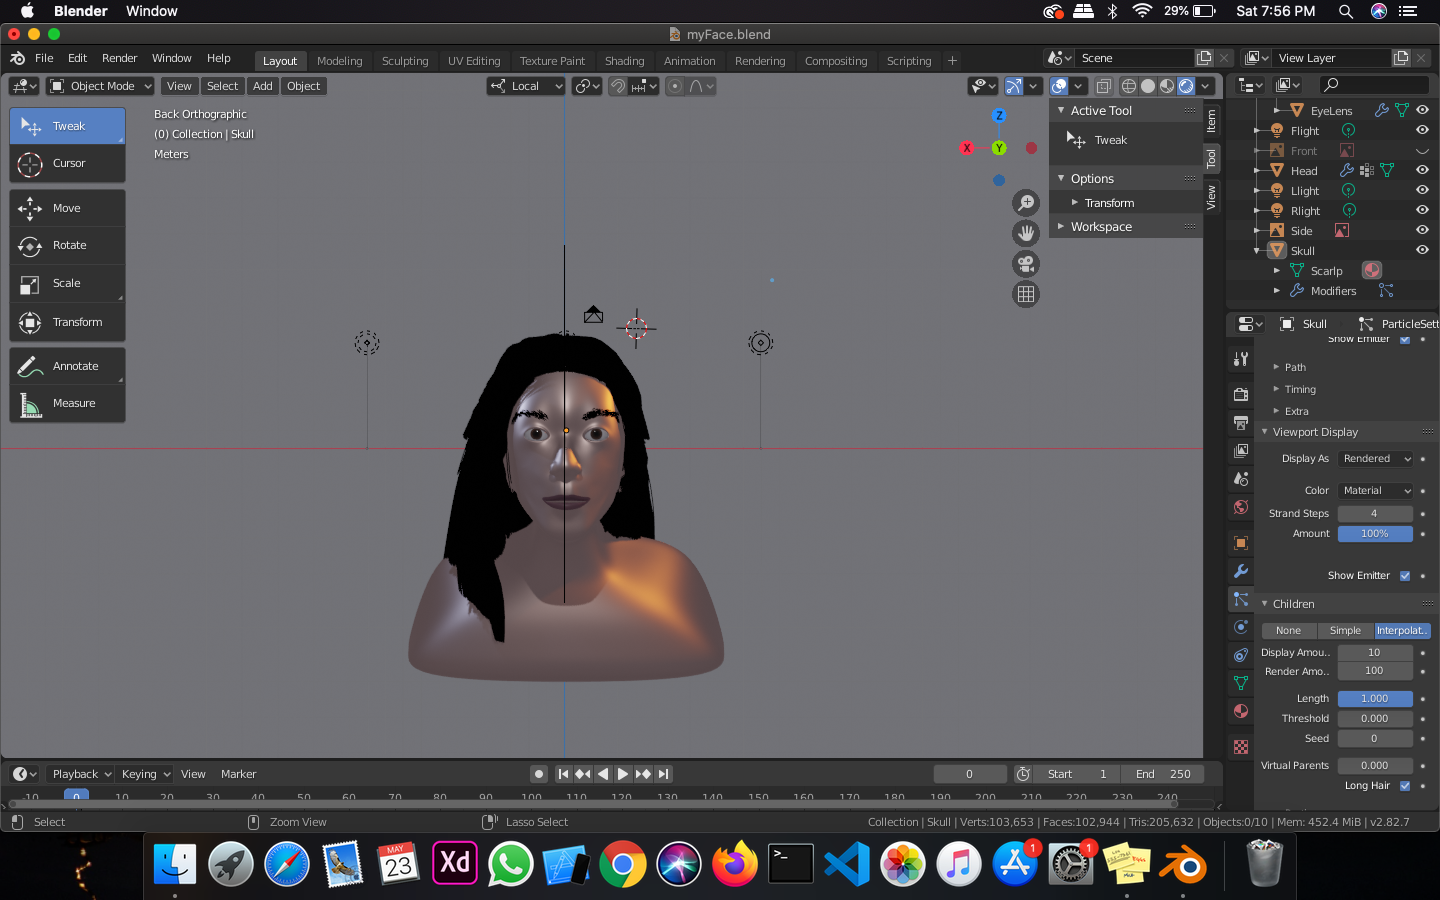 Blender Window 29% Sat 7:56 PM
myFace.blend
File Edit Render Window Help Layout Modeling Sculpting UV Editing Texture Paint Shading Animation Rendering Compositing Scripting + Scene View Layer
Object Mode View Select Add Object Local
Tweak
Cursor
Move
Rotate
Scale
Transform
Annotate
Measure
Back Orthographic
(0) Collection | Skull
Meters
Z
X
Y
Active Tool
Tweak
Options
Transform
Workspace
Item
Tool
View
EyeLens
Flight
Front
Head
Llight
Rlight
Side
Skull
Scarlp
Modifiers
Skull ParticleSett
Show Emitter
Path
Timing
Extra
Viewport Display
Display As Rendered
Color Material
Strand Steps 4
Amount 100%
Show Emitter
Children
None Simple Interpolat..
Display Amou.. 10
Render Amo.. 100
Length 1.000
Threshold 0.000
Seed 0
Virtual Parents 0.000
Long Hair
Playback Keying View Marker 0 Start 1 End 250
-10 0 10 20 30 40 50 60 70 80 90 100 110 120 130 140 150 160 170 180 190 200 210 220 230 240
Select Zoom View Lasso Select Collection | Skull | Verts:103,653 | Faces:102,944 | Tris:205,632 | Objects:0/10 | Mem: 452.4 MiB | v2.82.7
MAY
23
Xd
>_
1
1
1